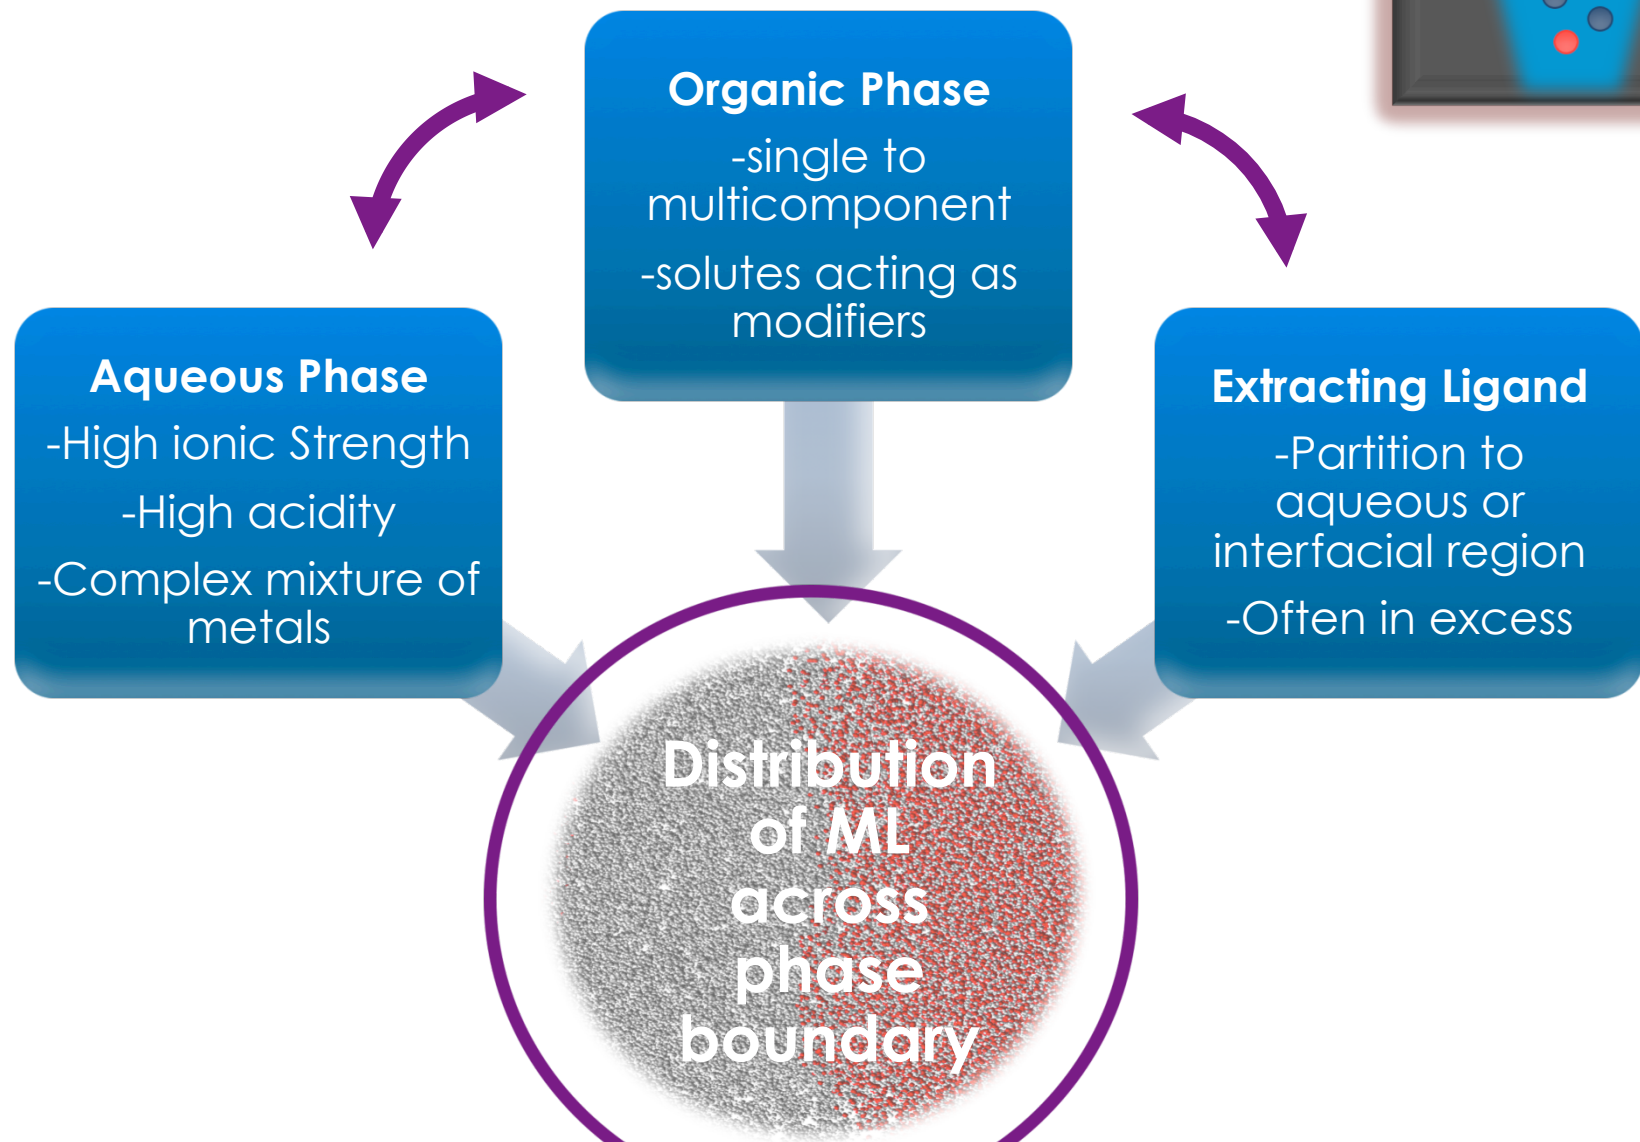 Organic Phase
-single to
multicomponent
-solutes acting as
modifiers
Aqueous Phase
-High ionic Strength
-High acidity
-Complex mixture of
metals
Extracting Ligand
-Partition to
aqueous or
interfacial region
-Often in excess
Distribution
of ML
across
phase
boundary